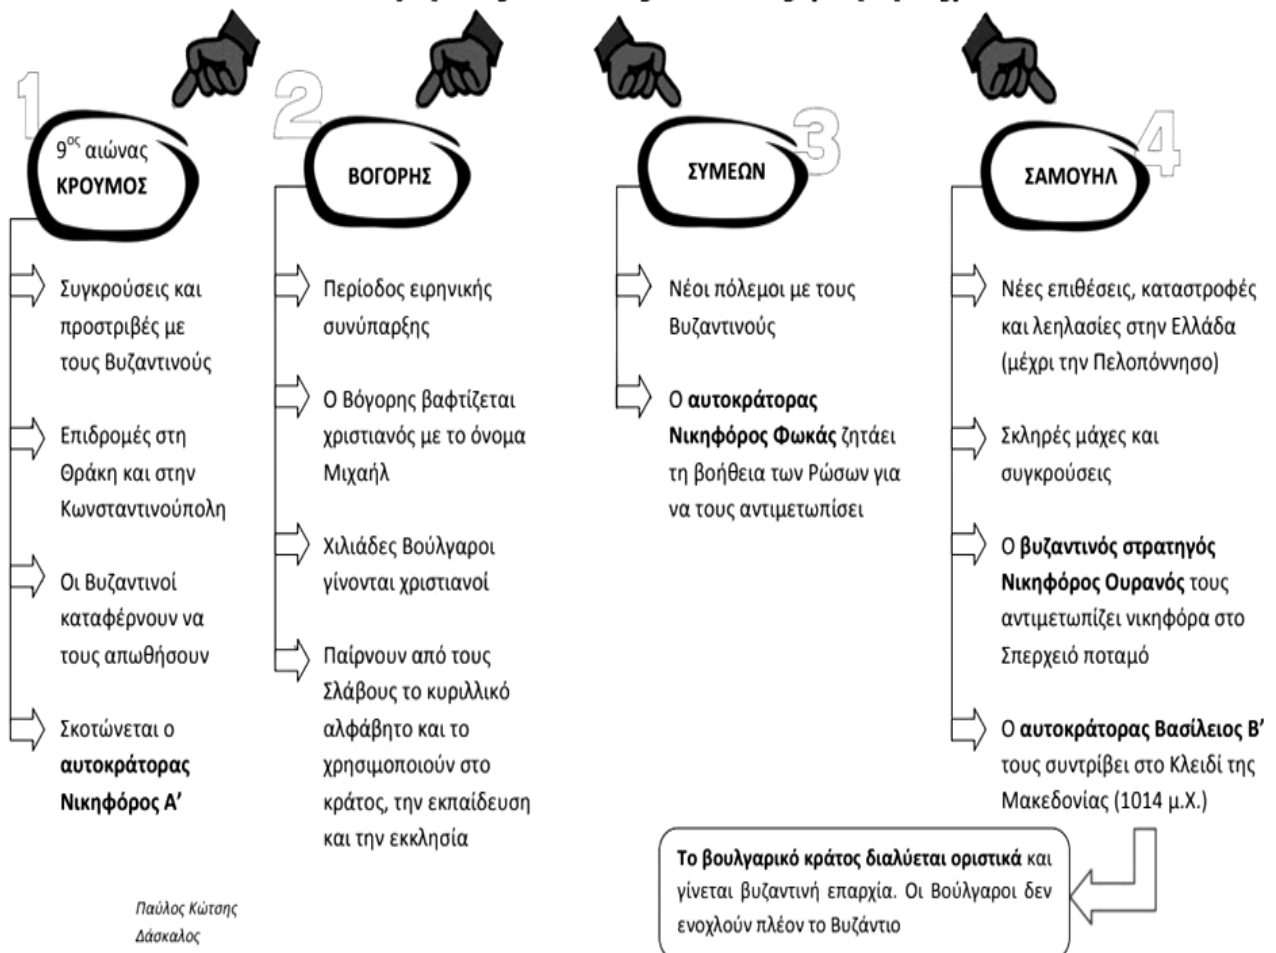 1
9ος αιώνας
ΚΡΟΥΜΟΣ
Συγκρούσεις και
προστριβές με
τους Βυζαντινούς
Επιδρομές στη
Θράκη και στην
Κωνσταντινούπολη
Οι Βυζαντινοί
καταφέρνουν να
τους απωθήσουν
Σκοτώνεται ο
αυτοκράτορας
Νικηφόρος Α’
2
ΒΟΓΟΡΗΣ
Περίοδος ειρηνικής
συνύπαρξης
Ο Βόγορης βαφτίζεται
χριστιανός με το όνομα
Μιχαήλ
Χιλιάδες Βούλγαροι
γίνονται χριστιανοί
Παίρνουν από τους
Σλάβους το κυριλλικό
αλφάβητο και το
χρησιμοποιούν στο
κράτος, την εκπαίδευση
και την εκκλησία
3
ΣΥΜΕΩΝ
Νέοι πόλεμοι με τους
Βυζαντινούς
Ο αυτοκράτορας
Νικηφόρος Φωκάς ζητάει
τη βοήθεια των Ρώσων για
να τους αντιμετωπίσει
4
ΣΑΜΟΥΗΛ
Νέες επιθέσεις, καταστροφές
και λεηλασίες στην Ελλάδα
(μέχρι την Πελοπόννησο)
Σκληρές μάχες και
συγκρούσεις
Ο βυζαντινός στρατηγός
Νικηφόρος Ουρανός τους
αντιμετωπίζει νικηφόρα στο
Σπερχειό ποταμό
Ο αυτοκράτορας Βασίλειος Β’
τους συντρίβει στο Κλειδί της
Μακεδονίας (1014 μ.Χ.)
Το βουλγαρικό κράτος διαλύεται οριστικά και
γίνεται βυζαντινή επαρχία. Οι Βούλγαροι δεν
ενοχλούν πλέον το Βυζάντιο
Παύλος Κώτσης
Δάσκαλος